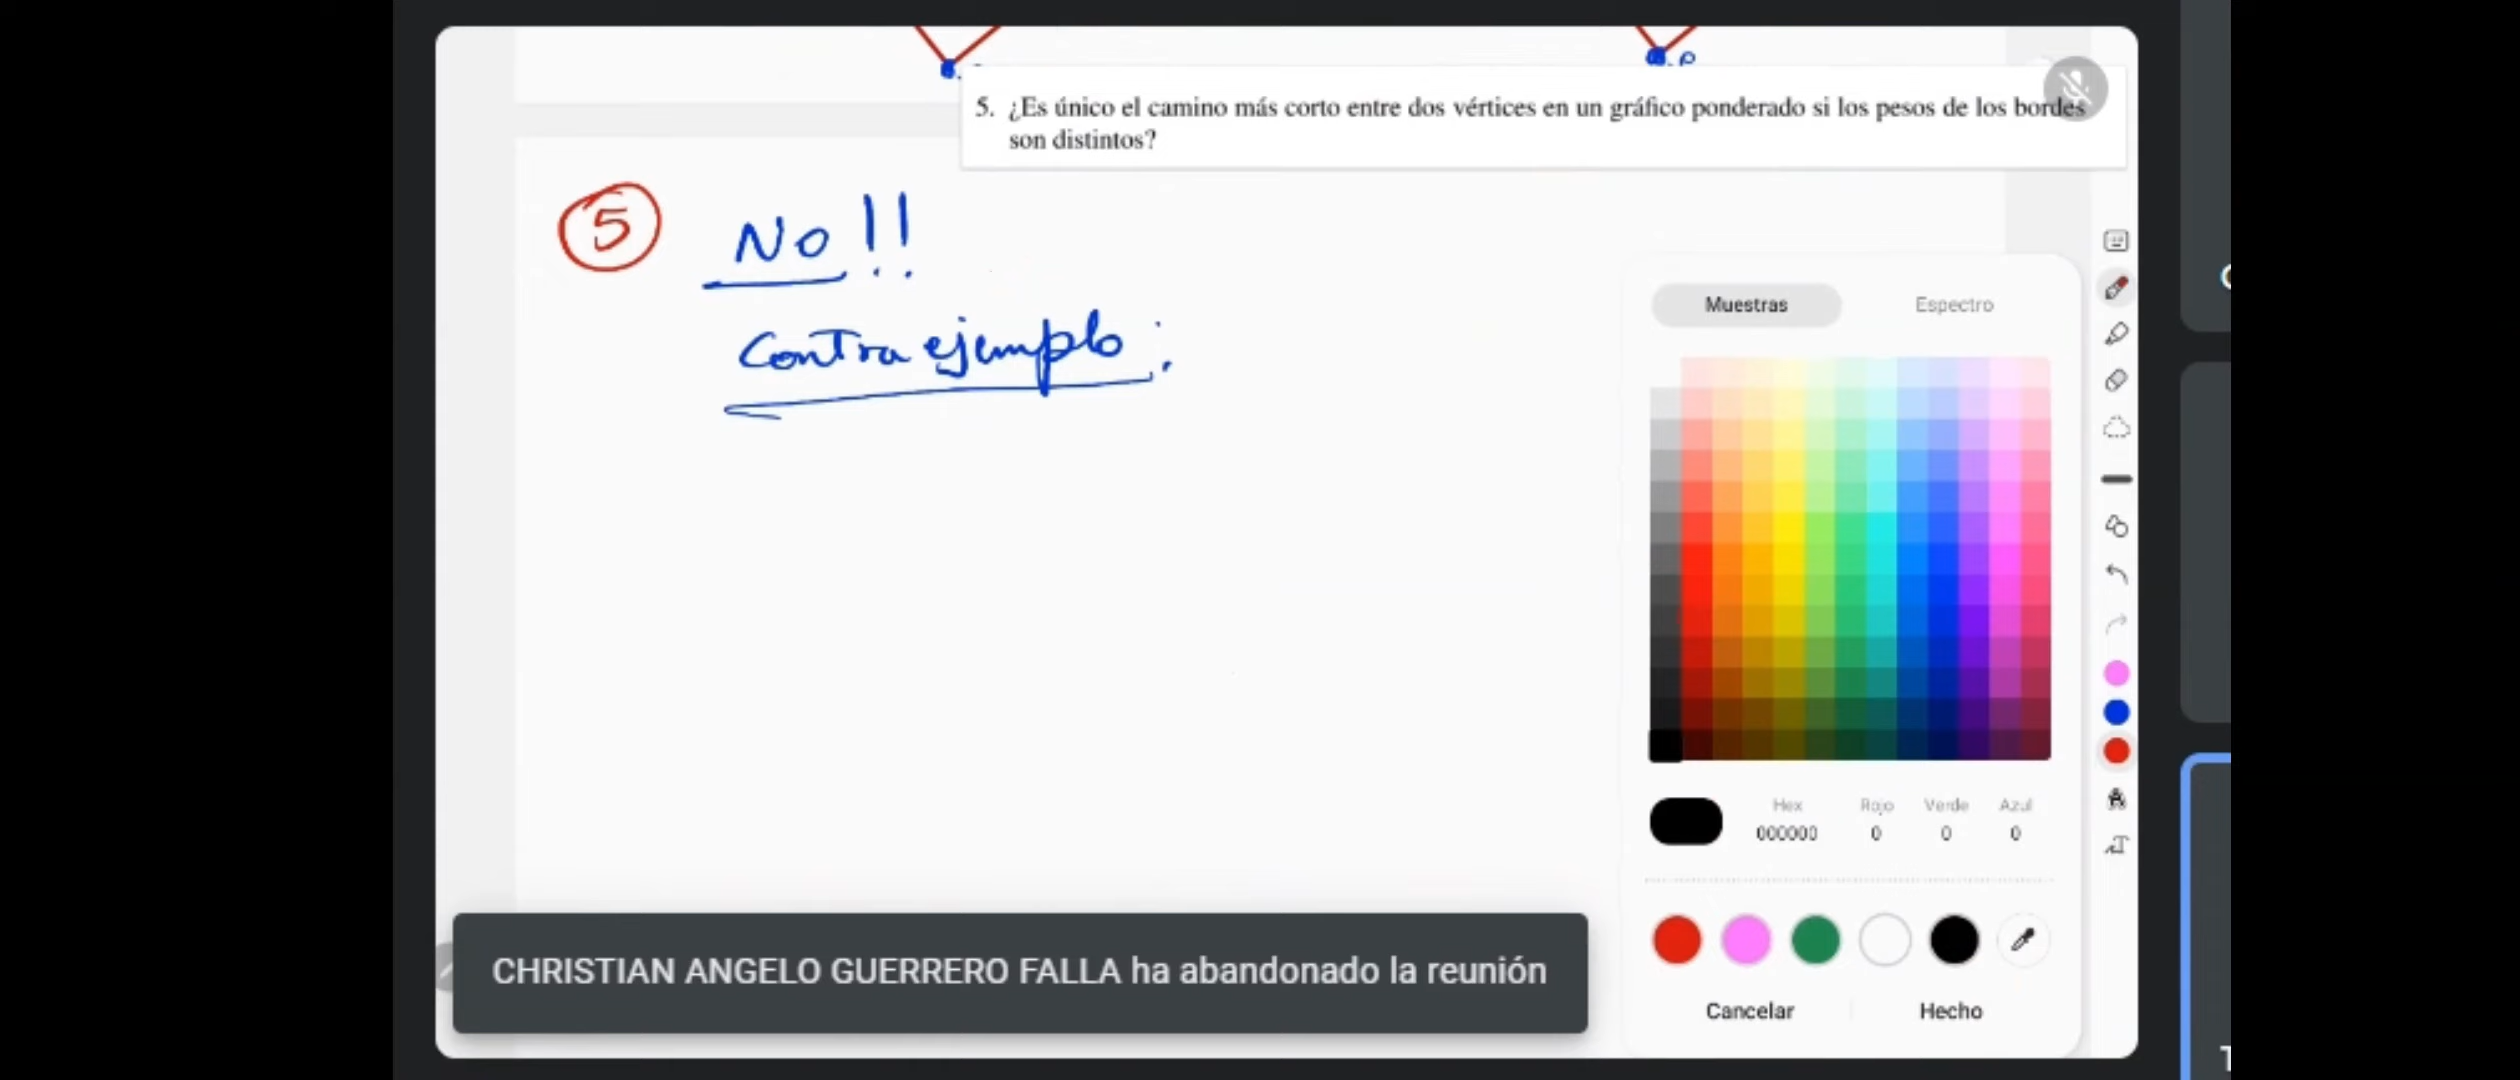 5. ¿Es único el camino más corto entre dos vértices en un gráfico ponderado si los pesos de los bordes
son distintos?
5 No!!
Contra ejemplo:
Muestras Espectro
Hex Rojo Verde Azul
000000 0 0 0
Cancelar Hecho
CHRISTIAN ANGELO GUERRERO FALLA ha abandonado la reunión